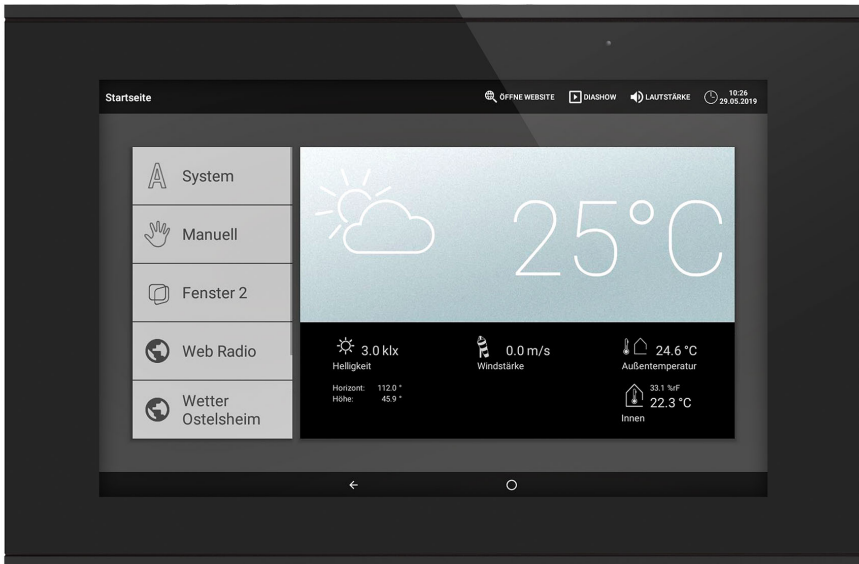 Startseite
ÖFFNE WEBSITE
DIASHOW
LAUTSTÄRKE
10:26
29.05.2019
System
Manuell
Fenster 2
Web Radio
Wetter
Ostelsheim
25°C
3.0 klx
Helligkeit
Horizont: 112.0 °
Höhe: 45.9 °
0.0 m/s
Windstärke
24.6 °C
Außentemperatur
33.1 %rF
22.3 °C
Innen